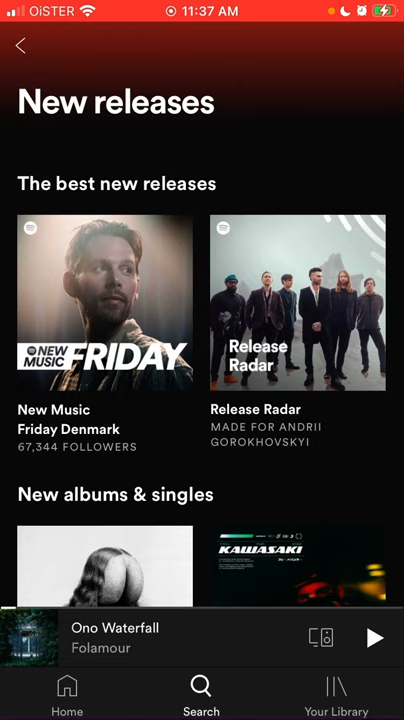 OiSTER 11:37 AM
New releases
The best new releases
NEW MUSIC FRIDAY
Release
Radar
New Music
Friday Denmark
67,344 FOLLOWERS
Release Radar
MADE FOR ANDRII
GOROKHOVSKYI
New albums & singles
KAWASAKI
Ono Waterfall
Folamour
Home
Search
Your Library